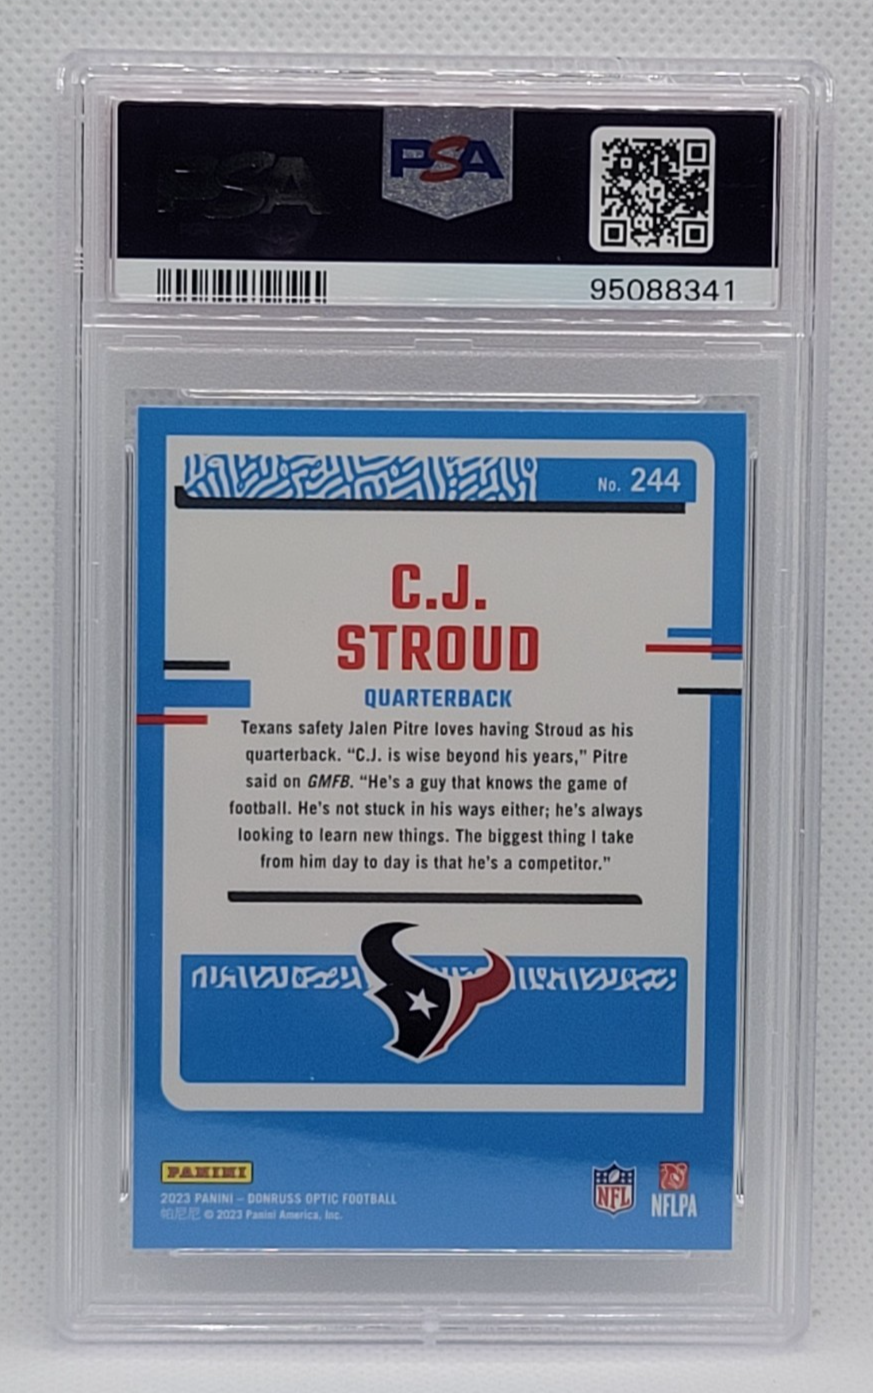 PSA
PSA
95088341
No. 244
C.J.
STROUD
QUARTERBACK
Texans safety Jalen Pitre loves having Stroud as his
quarterback. “C.J. is wise beyond his years,” Pitre
said on GMFB. “He’s a guy that knows the game of
football. He’s not stuck in his ways either; he’s always
looking to learn new things. The biggest thing I take
from him day to day is that he’s a competitor.”
PANINI
2023 PANINI – DONRUSS OPTIC FOOTBALL
帕尼尼 © 2023 Panini America, Inc.
NFL
NFLPA